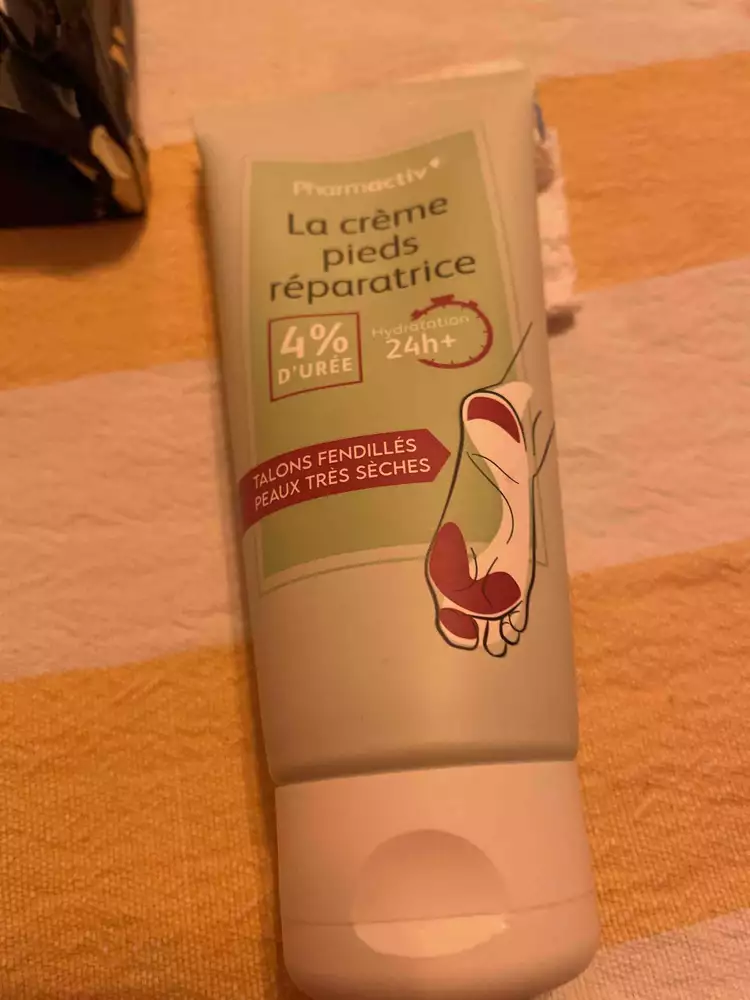 Pharmactiv
La crème
pieds
réparatrice
4%
D'URÉE
Hydratation
24h+
TALONS FENDILLÉS
PEAUX TRÈS SÈCHES